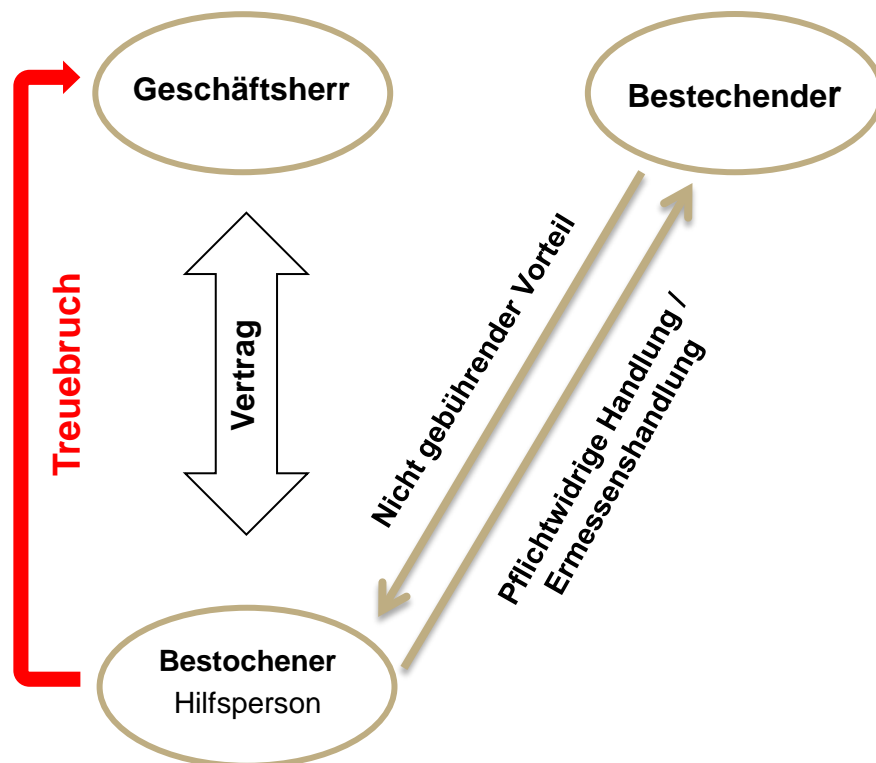 Geschäftsherr
Bestechender
Treuebruch
Vertrag
Nicht gebührender Vorteil
Pflichtwidrige Handlung /
Ermessenshandlung
Bestochener
Hilfsperson